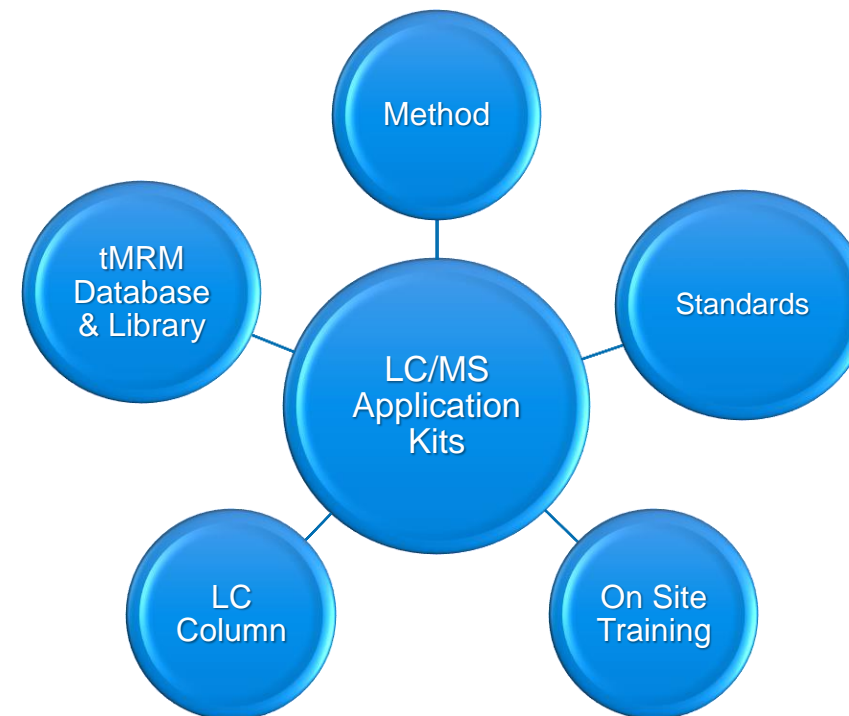 Method
tMRM
Database
& Library
Standards
LC/MS
Application
Kits
LC
Column
On Site
Training